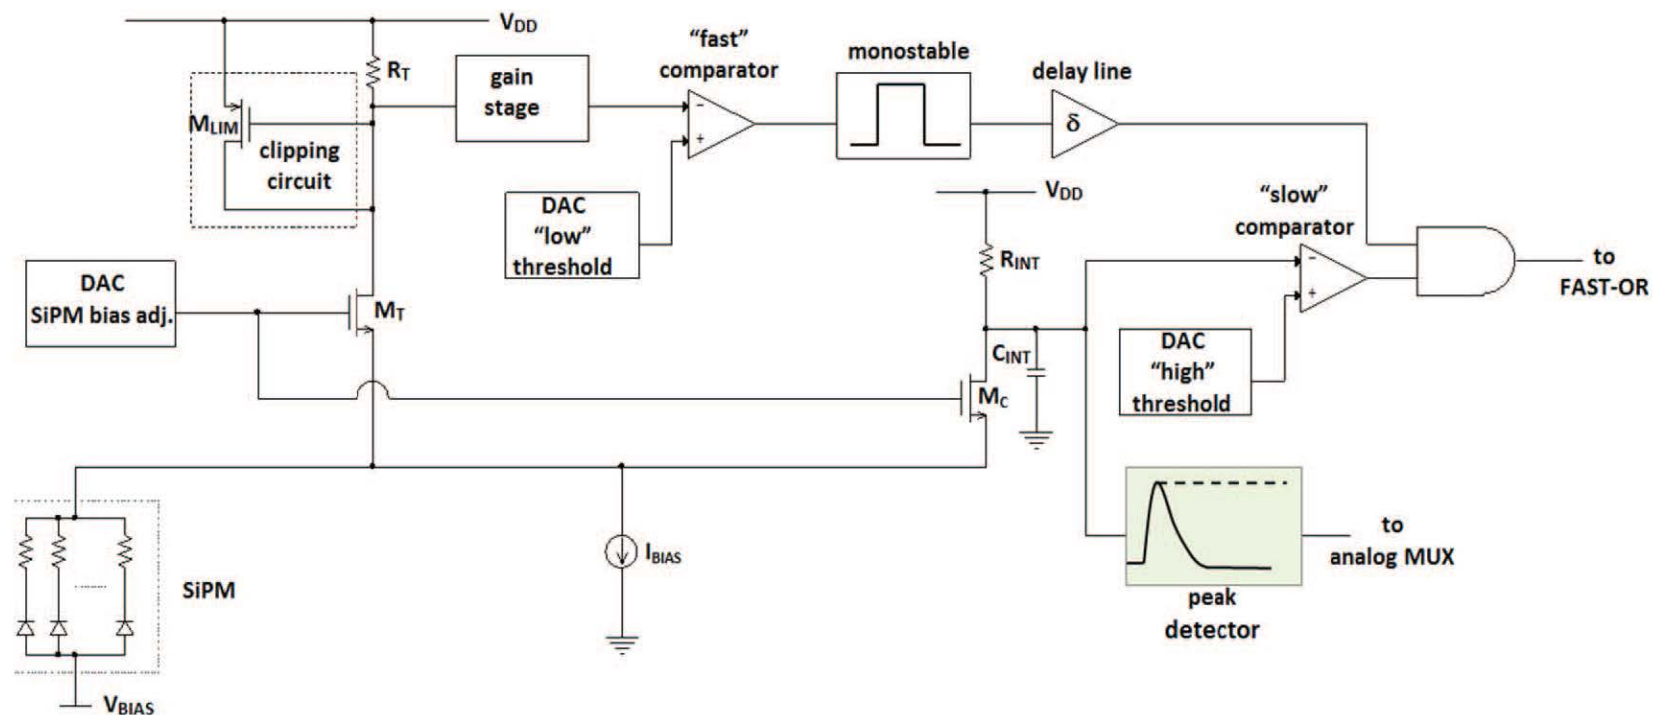 VDD
RT
MLIM
clipping
circuit
gain
stage
“fast”
comparator
-
+
monostable
delay line
δ
DAC
“low”
threshold
VDD
RINT
“slow”
comparator
-
+
to
FAST-OR
DAC
SiPM bias adj.
MT
CINT
MC
DAC
“high”
threshold
IBIAS
SiPM
VBIAS
to
analog MUX
peak
detector